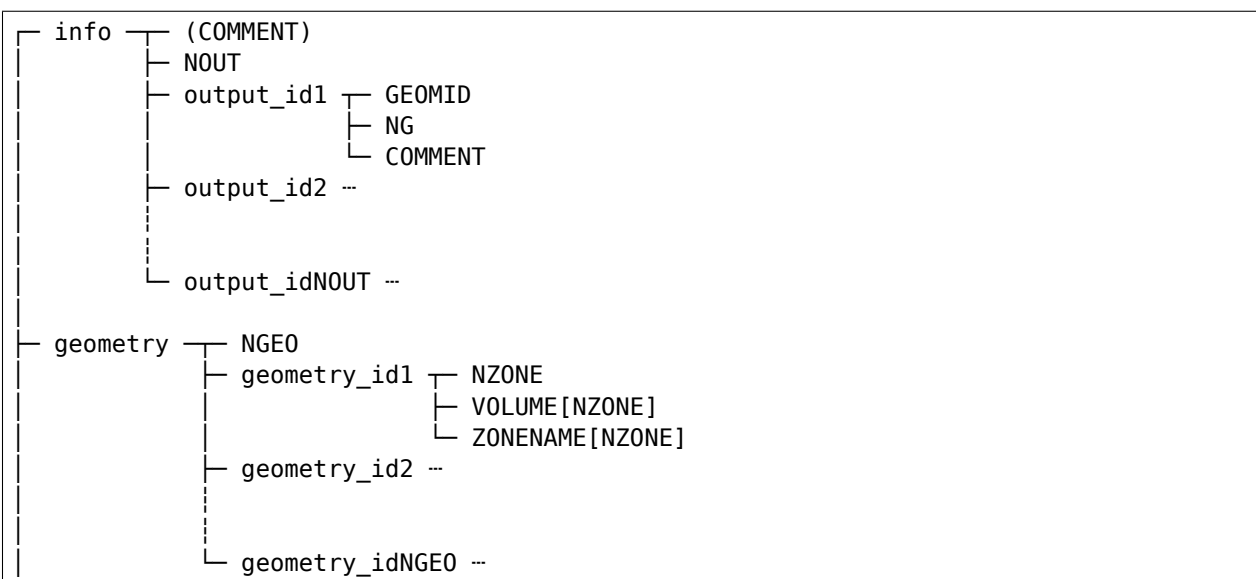 info (COMMENT)
NOUT
output_id1 GEOMID
NG
COMMENT
output_id2 ┄
output_idNOUT ┄
geometry NGEO
geometry_id1 NZONE
VOLUME[NZONE]
ZONENAME[NZONE]
geometry_id2 ┄
geometry_idNGEO ┄